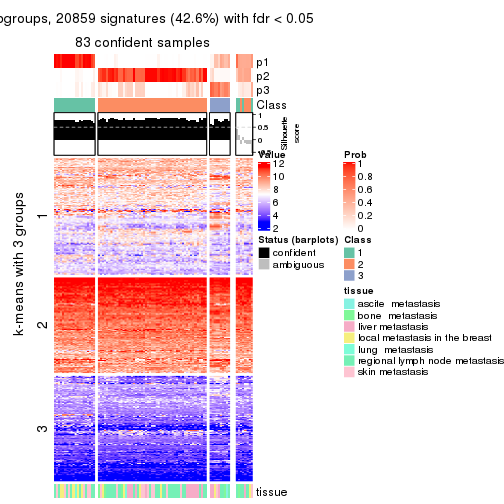 ogroups, 20859 signatures (42.6%) with fdr < 0.05
83 confident samples
p1
p2
p3
Class
1
0.5
0
-0.5
Silhouette
score
k-means with 3 groups
1
2
3
Value
12
10
8
6
4
2
Prob
1
0.8
0.6
0.4
0.2
0
Status (barplots)
confident
ambiguous
Class
1
2
3
tissue
ascite metastasis
bone metastasis
liver metastasis
local metastasis in the breast
lung metastasis
regional lymph node metastasis
skin metastasis
tissue